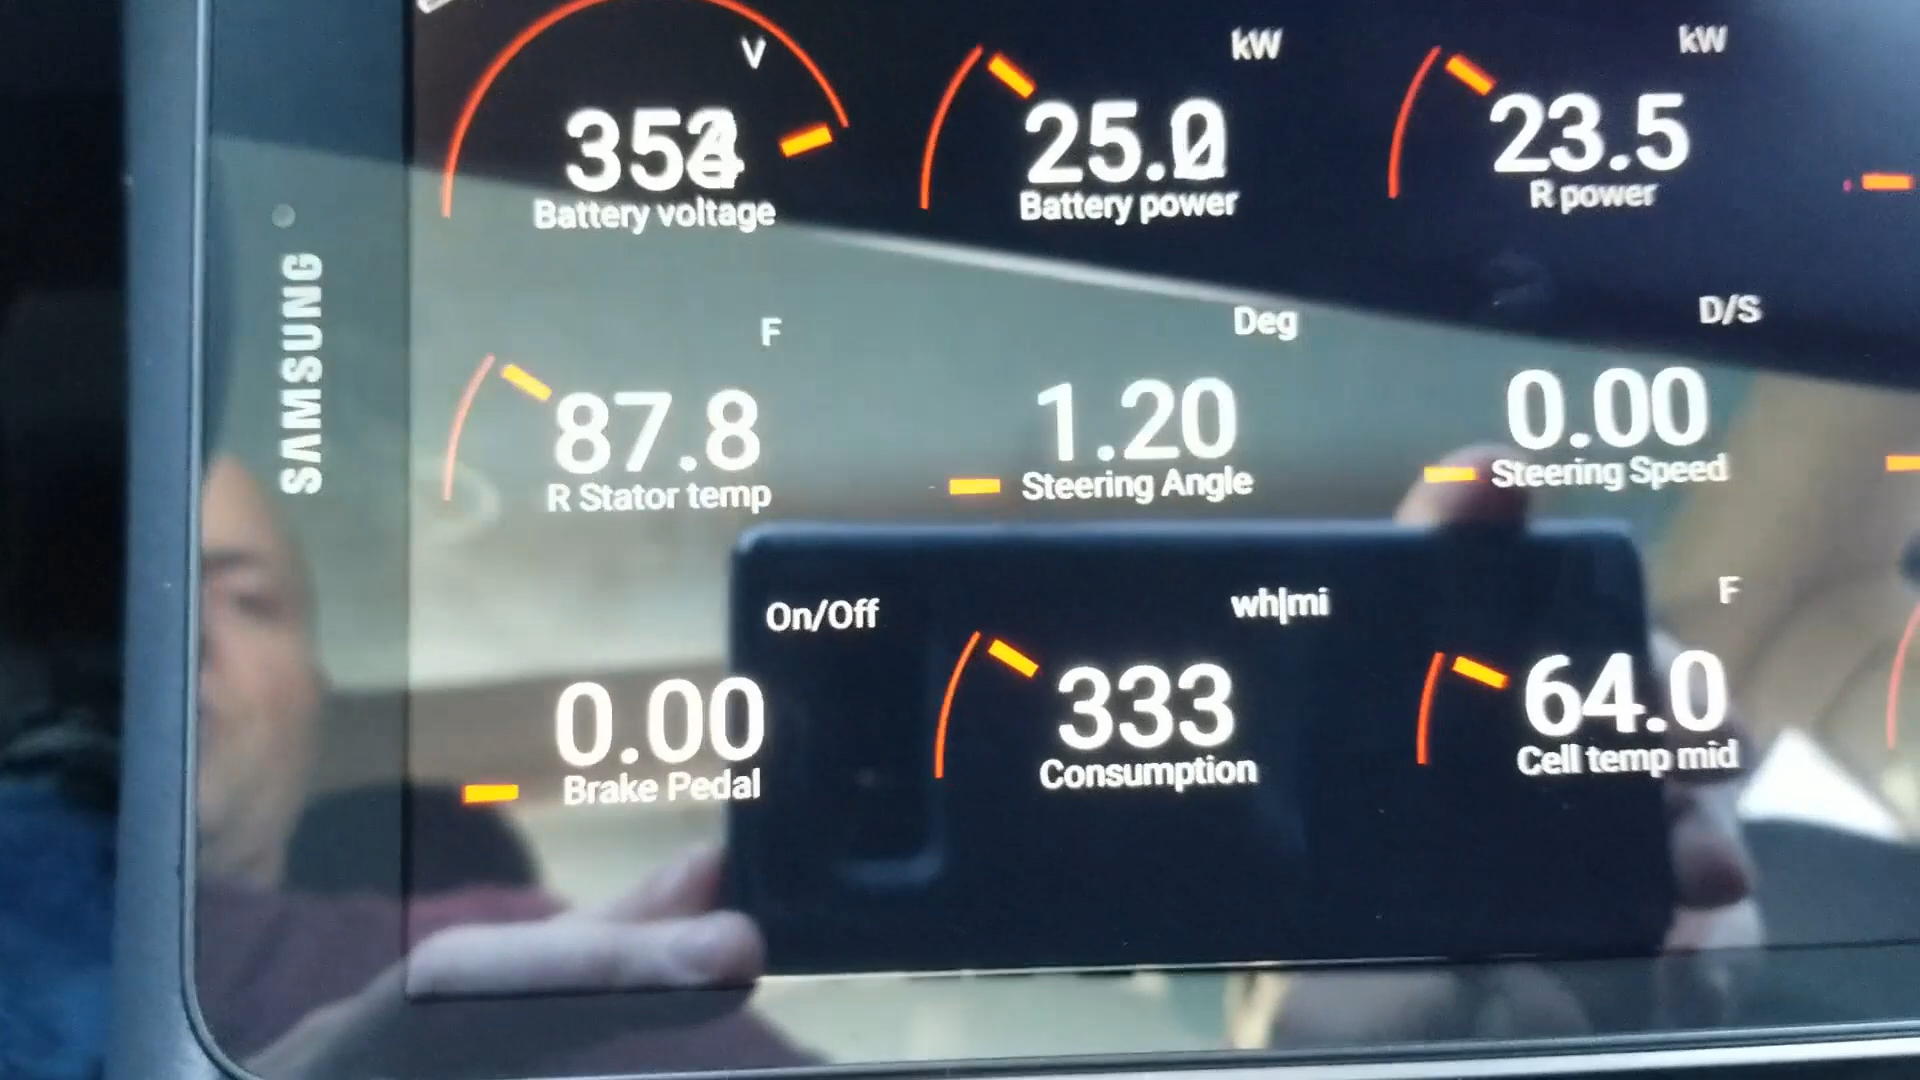 V
Battery voltage
kW
Battery power
kW
23.5
R power
SAMSUNG
F
87.8
R Stator temp
Deg
1.20
Steering Angle
D/S
0.00
Steering Speed
On/Off
0.00
Brake Pedal
wh|mi
333
Consumption
F
64.0
Cell temp mid